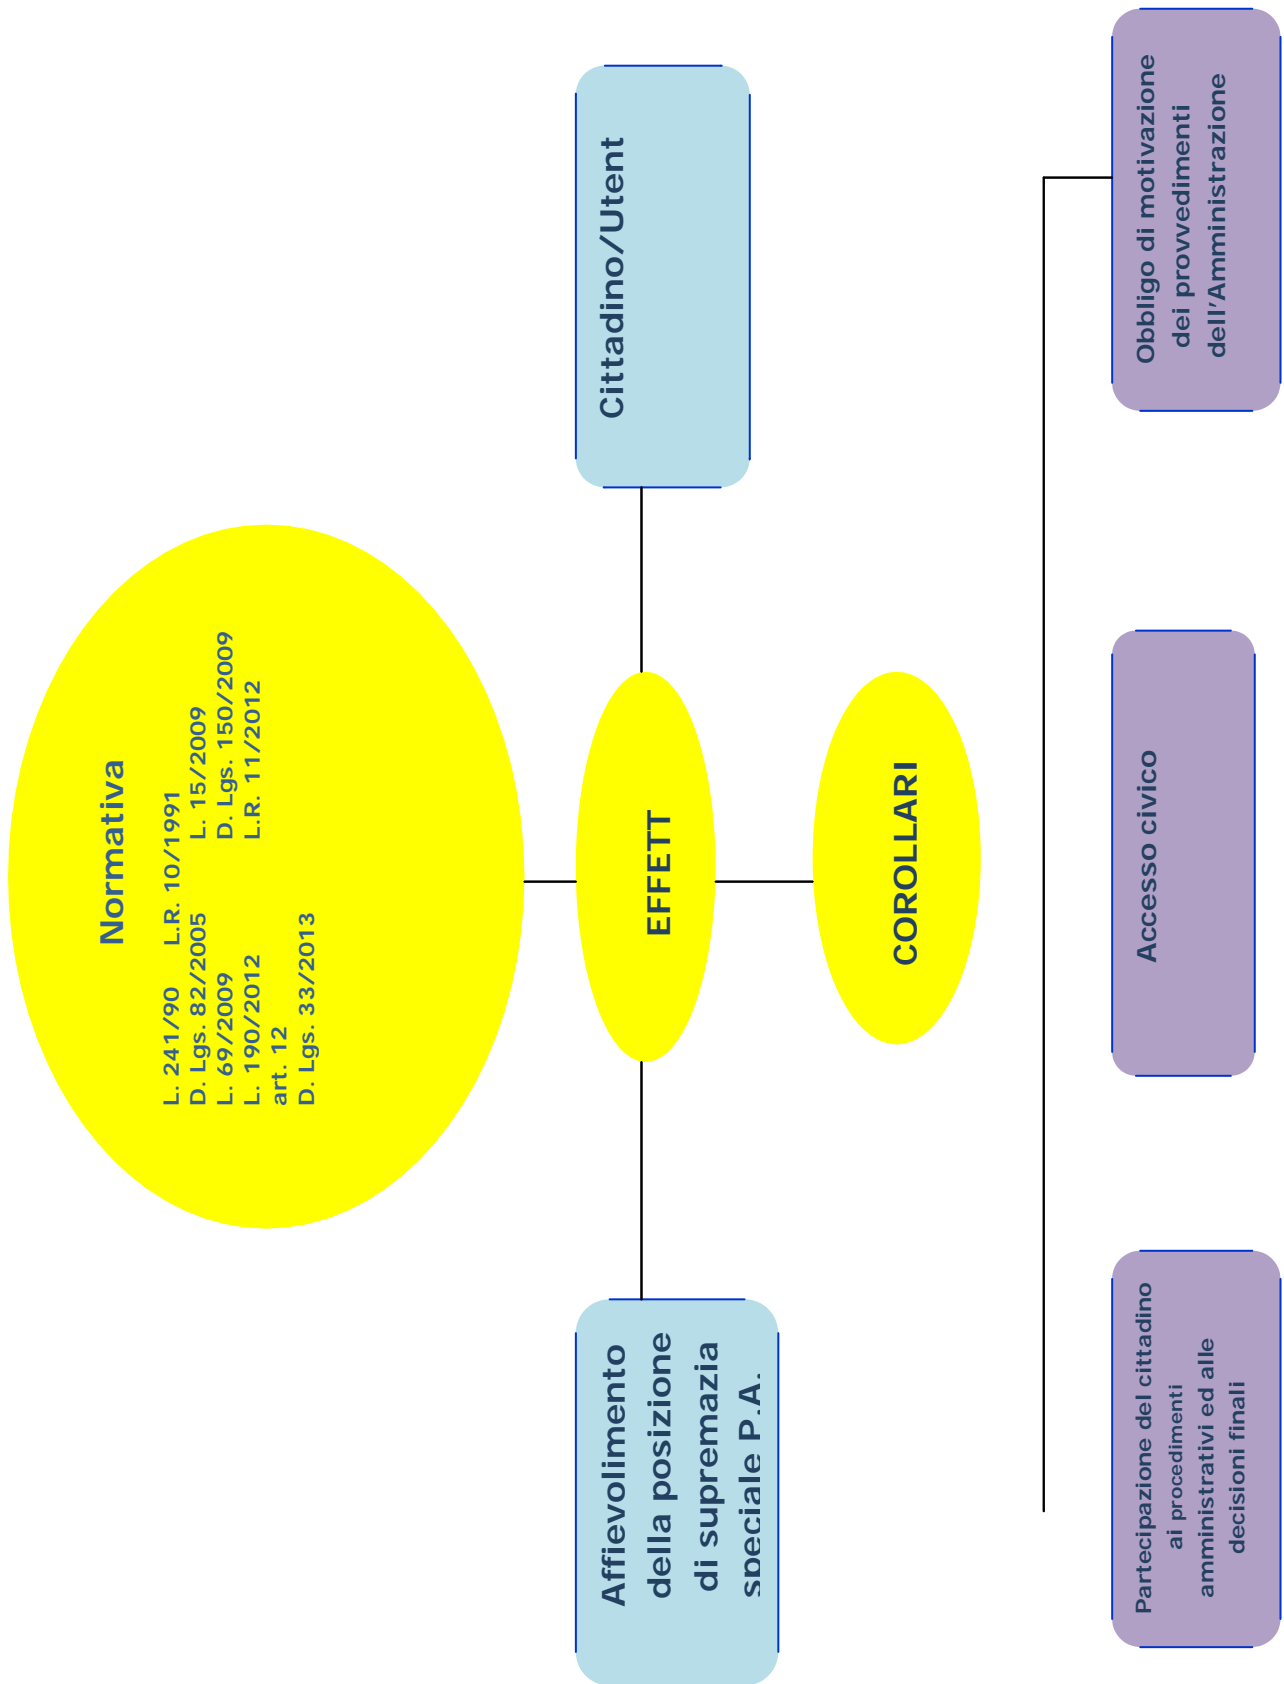 Normativa
L. 241/90 L.R. 10/1991
D. Lgs. 82/2005 L. 15/2009
L. 69/2009 D. Lgs. 150/2009
L. 190/2012 L.R. 11/2012
art. 12
D. Lgs. 33/2013
Affievolimento
della posizione
di supremazia
speciale P.A.
EFFETT
Cittadino/Utent
COROLLARI
Partecipazione del cittadino
ai procedimenti
amministrativi ed alle
decisioni finali
Accesso civico
Obbligo di motivazione
dei provvedimenti
dell'Amministrazione